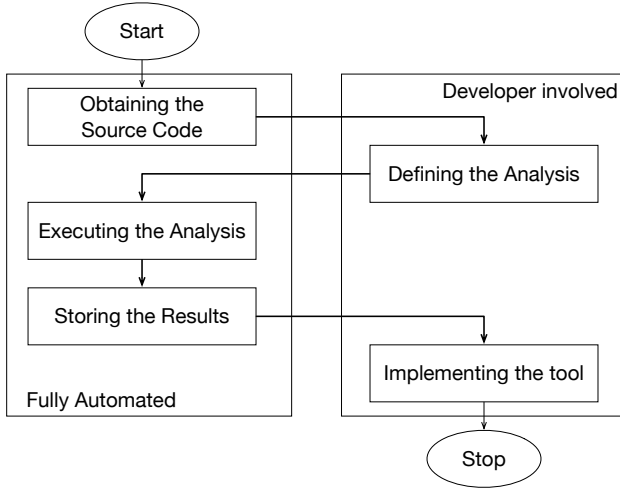 Start
Developer involved
Obtaining the
Source Code
Defining the Analysis
Executing the Analysis
Storing the Results
Implementing the tool
Fully Automated
Stop